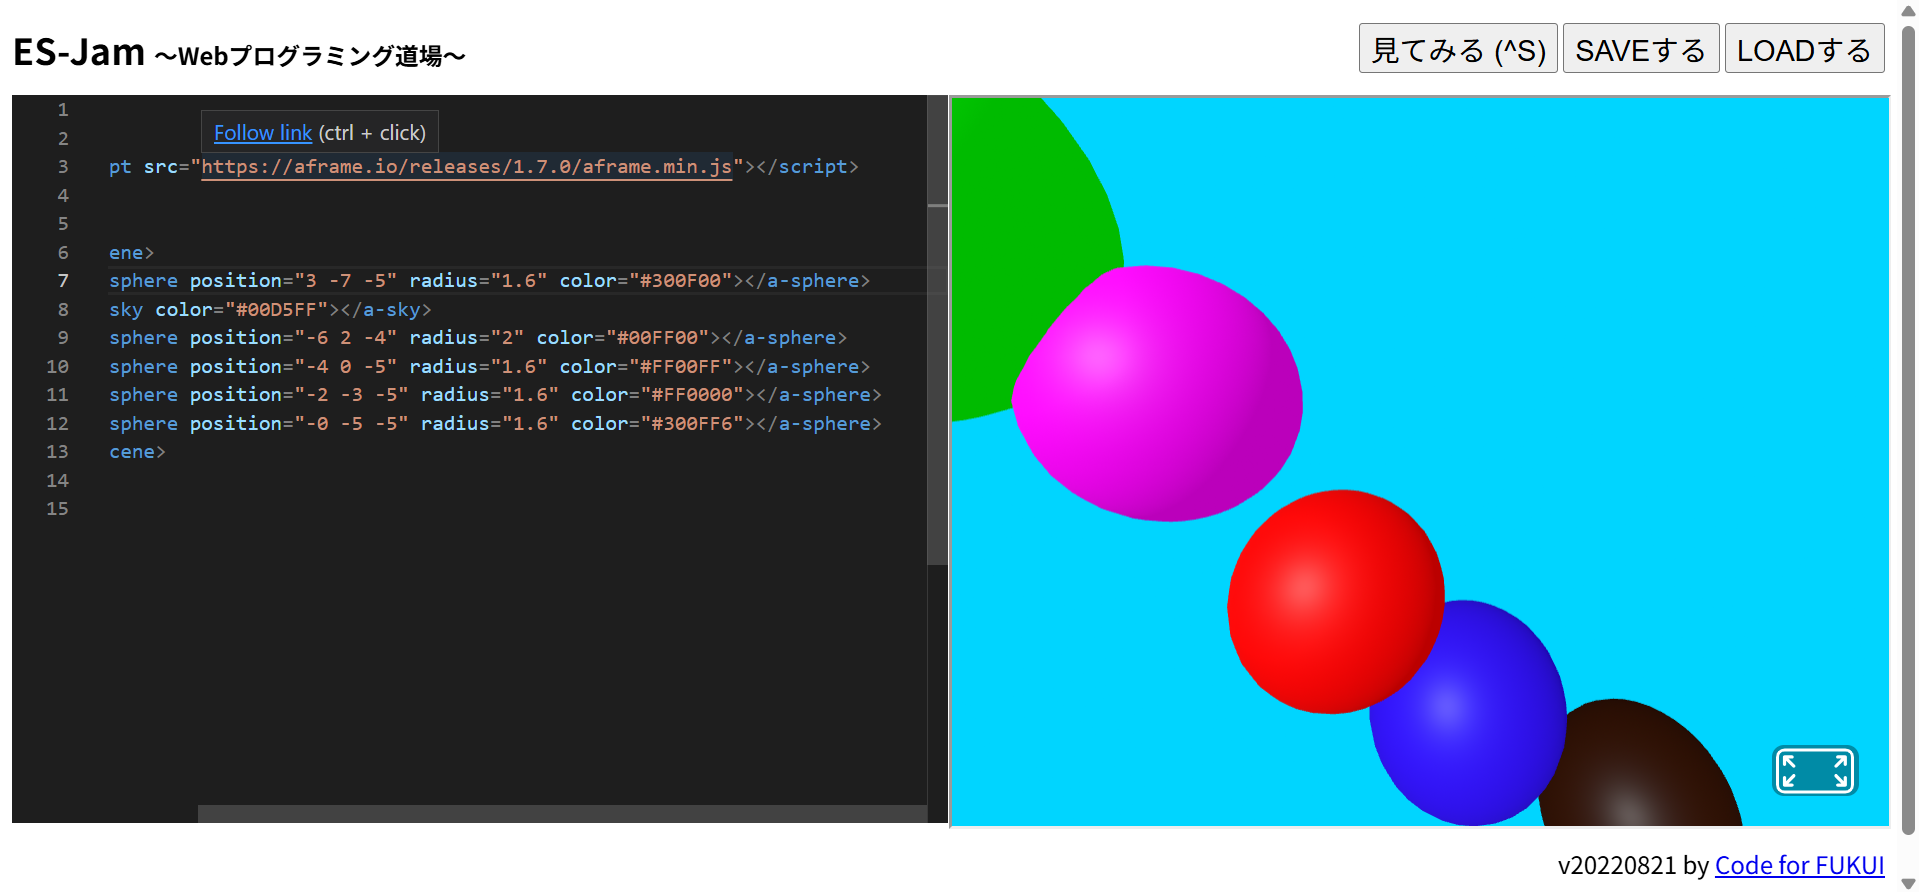 ES-Jam ～Webプログラミング道場～
見てみる (^S) SAVEする LOADする
1
2
Follow link (ctrl + click)
3 pt src="https://aframe.io/releases/1.7.0/aframe.min.js"></script>
4
5
6 ene>
7 sphere position="3 -7 -5" radius="1.6" color="#300F00"></a-sphere>
8 sky color="#00D5FF"></a-sky>
9 sphere position="-6 2 -4" radius="2" color="#00FF00"></a-sphere>
10 sphere position="-4 0 -5" radius="1.6" color="#FF00FF"></a-sphere>
11 sphere position="-2 -3 -5" radius="1.6" color="#FF0000"></a-sphere>
12 sphere position="-0 -5 -5" radius="1.6" color="#300FF6"></a-sphere>
13 cene>
14
15
v20220821 by Code for FUKUI